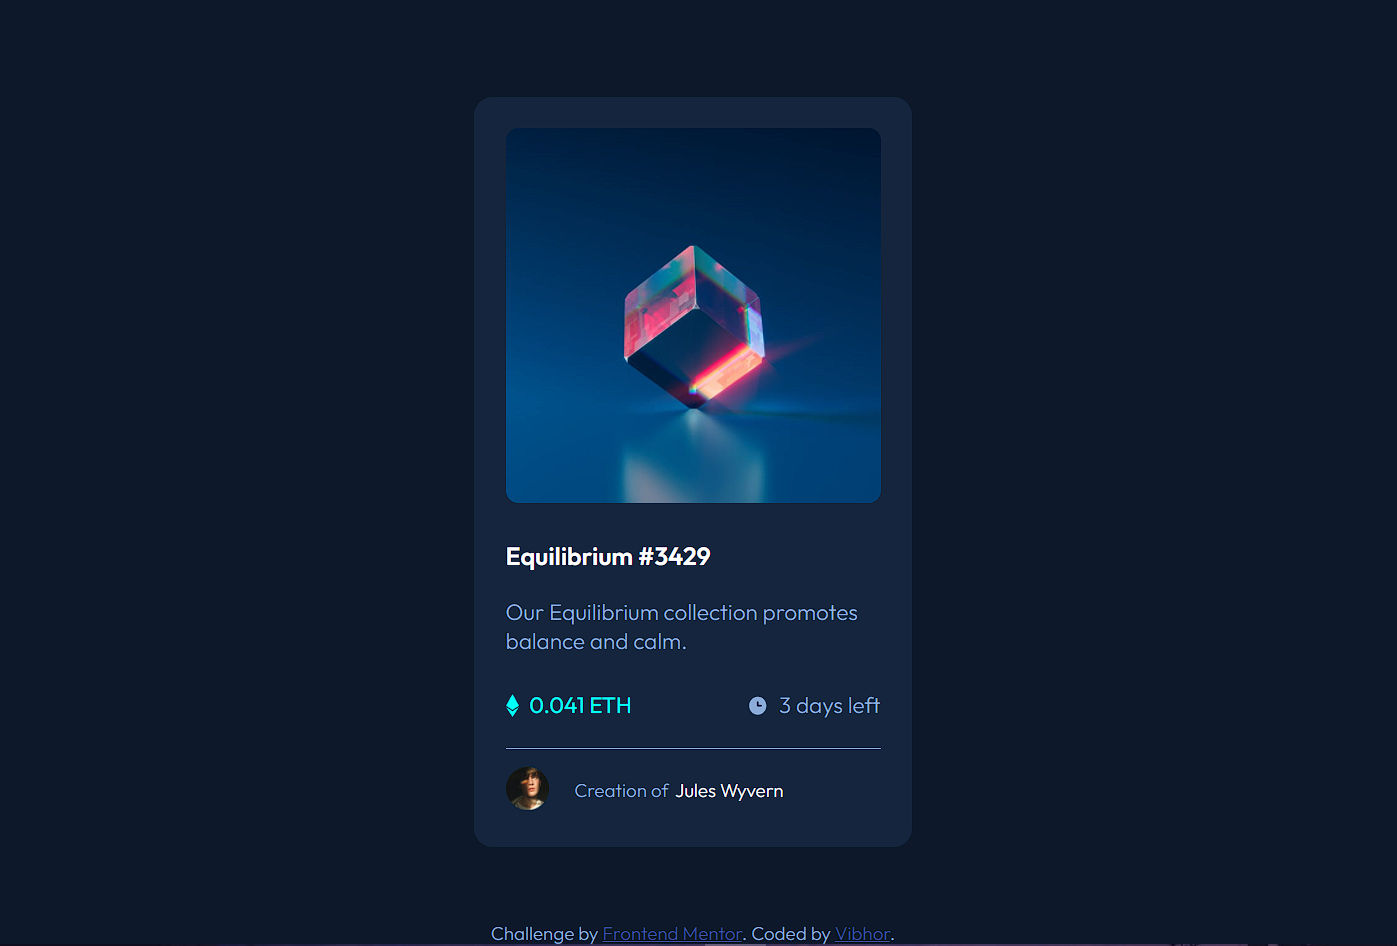 Equilibrium #3429
Our Equilibrium collection promotes
balance and calm.
0.041 ETH
3 days left
Creation of Jules Wyvern
Challenge by Frontend Mentor. Coded by Vibhor.